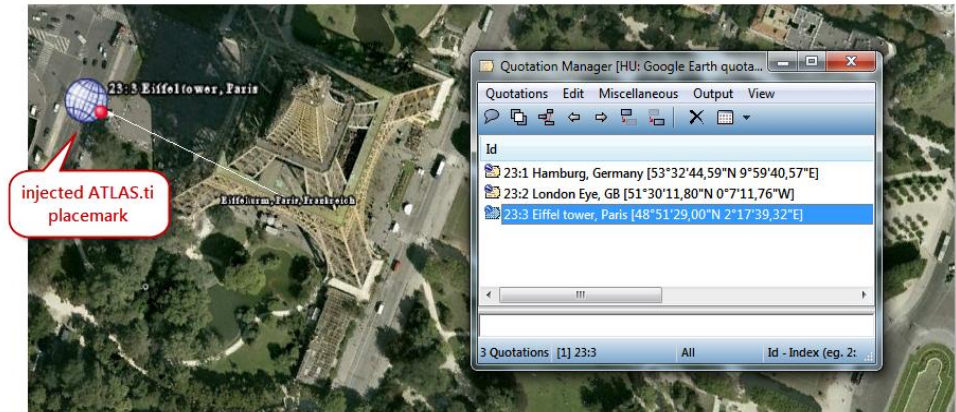 23:3 Eiffel tower, Paris
injected ATLAS.ti
placemark
Eiffelturm, Paris, Frankreich
Quotation Manager [HU: Google Earth quota...
Quotations Edit Miscellaneous Output View
Id
23:1 Hamburg, Germany [53°32'44,59"N 9°59'40,57"E]
23:2 London Eye, GB [51°30'11,80"N 0°7'11,76"W]
23:3 Eiffel tower, Paris [48°51'29,00"N 2°17'39,32"E]
3 Quotations [1] 23:3 All Id - Index (eg. 2: